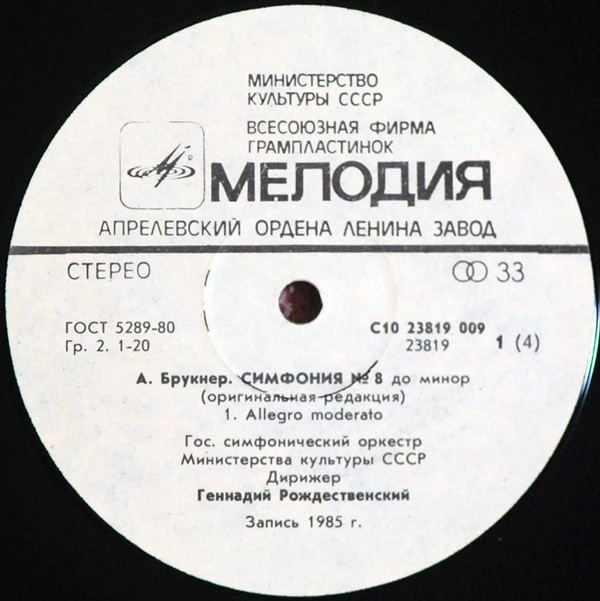 МИНИСТЕРСТВО
КУЛЬТУРЫ СССР
ВСЕСОЮЗНАЯ ФИРМА
ГРАМПЛАСТИНОК
МЕЛОДИЯ
АПРЕЛЕВСКИЙ ОРДЕНА ЛЕНИНА ЗАВОД
СТЕРЕО 33
ГОСТ 5289-80 С10 23819 009
Гр. 2. 1-20 23819 1 (4)
А. Брукнер. СИМФОНИЯ № 8 до минор
(оригинальная редакция)
1. Allegro moderato
Гос. симфонический оркестр
Министерства культуры СССР
Дирижер
Геннадий Рождественский
Запись 1985 г.